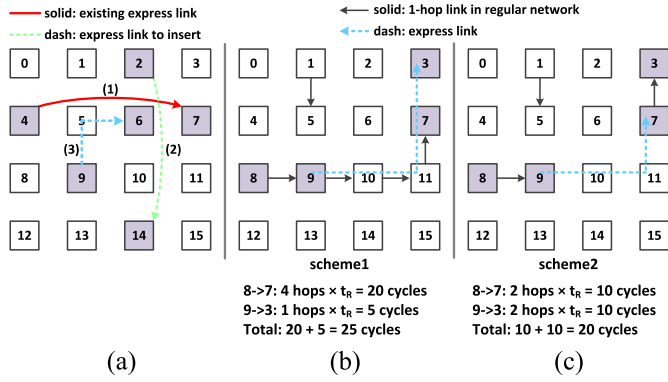 solid: existing express link
dash: express link to insert
solid: 1-hop link in regular network
dash: express link
0 1 2 3
(1)
4 5 6 7
(3) (2)
8 9 10 11
12 13 14 15
(a)
0 1 2 3
4 5 6 7
8 9 10 11
12 13 14 15
scheme1
8->7: 4 hops × tR = 20 cycles
9->3: 1 hops × tR = 5 cycles
Total: 20 + 5 = 25 cycles
(b)
0 1 2 3
4 5 6 7
8 9 10 11
12 13 14 15
scheme2
8->7: 2 hops × tR = 10 cycles
9->3: 2 hops × tR = 10 cycles
Total: 10 + 10 = 20 cycles
(c)